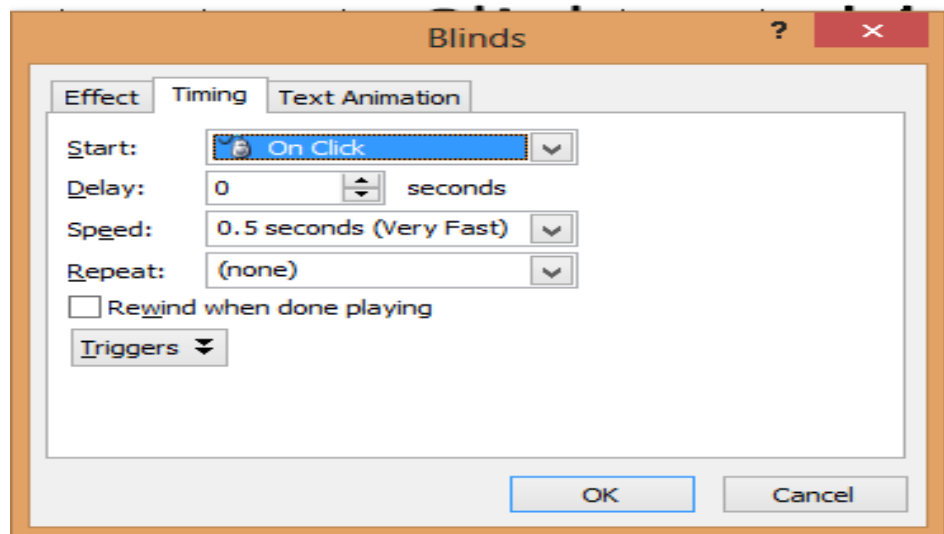 Blinds ?
Effect Timing Text Animation
Start: On Click
Delay: 0 seconds
Speed: 0.5 seconds (Very Fast)
Repeat: (none)
Rewind when done playing
Triggers
OK Cancel